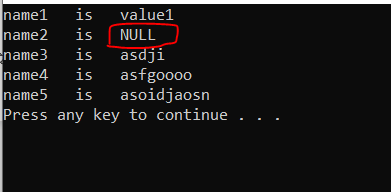 name1 is value1
name2 is NULL
name3 is asdji
name4 is asfgoooo
name5 is asoidjaosn
Press any key to continue . . .